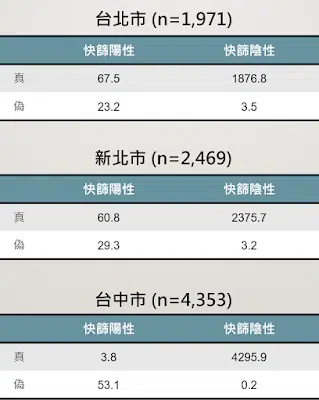 台北市 (n=1,971)
快篩陽性 快篩陰性
真 67.5 1876.8
偽 23.2 3.5
新北市 (n=2,469)
快篩陽性 快篩陰性
真 60.8 2375.7
偽 29.3 3.2
台中市 (n=4,353)
快篩陽性 快篩陰性
真 3.8 4295.9
偽 53.1 0.2